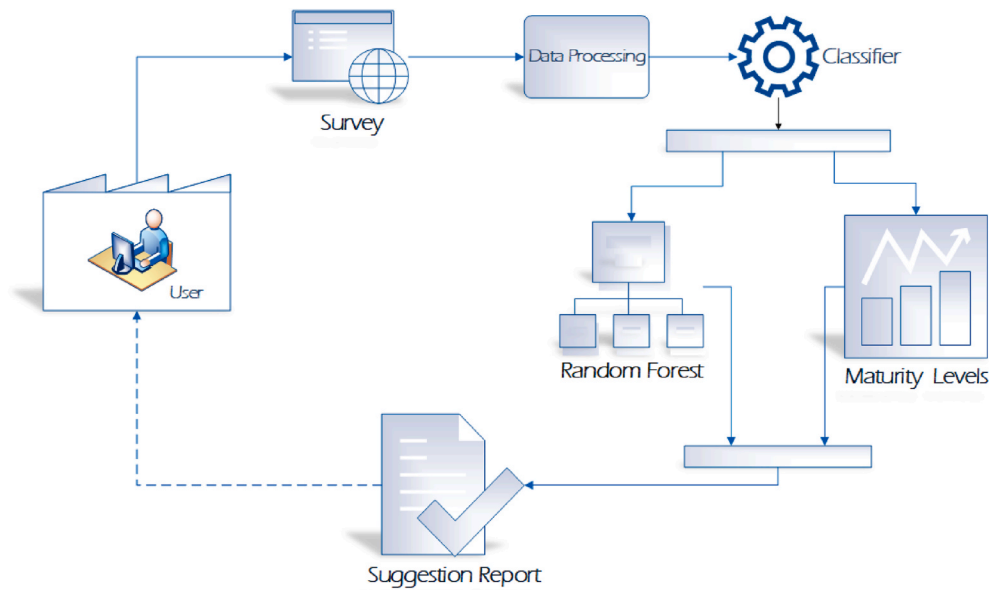 Survey
Data Processing
Classifier
User
Random Forest
Maturity Levels
Suggestion Report